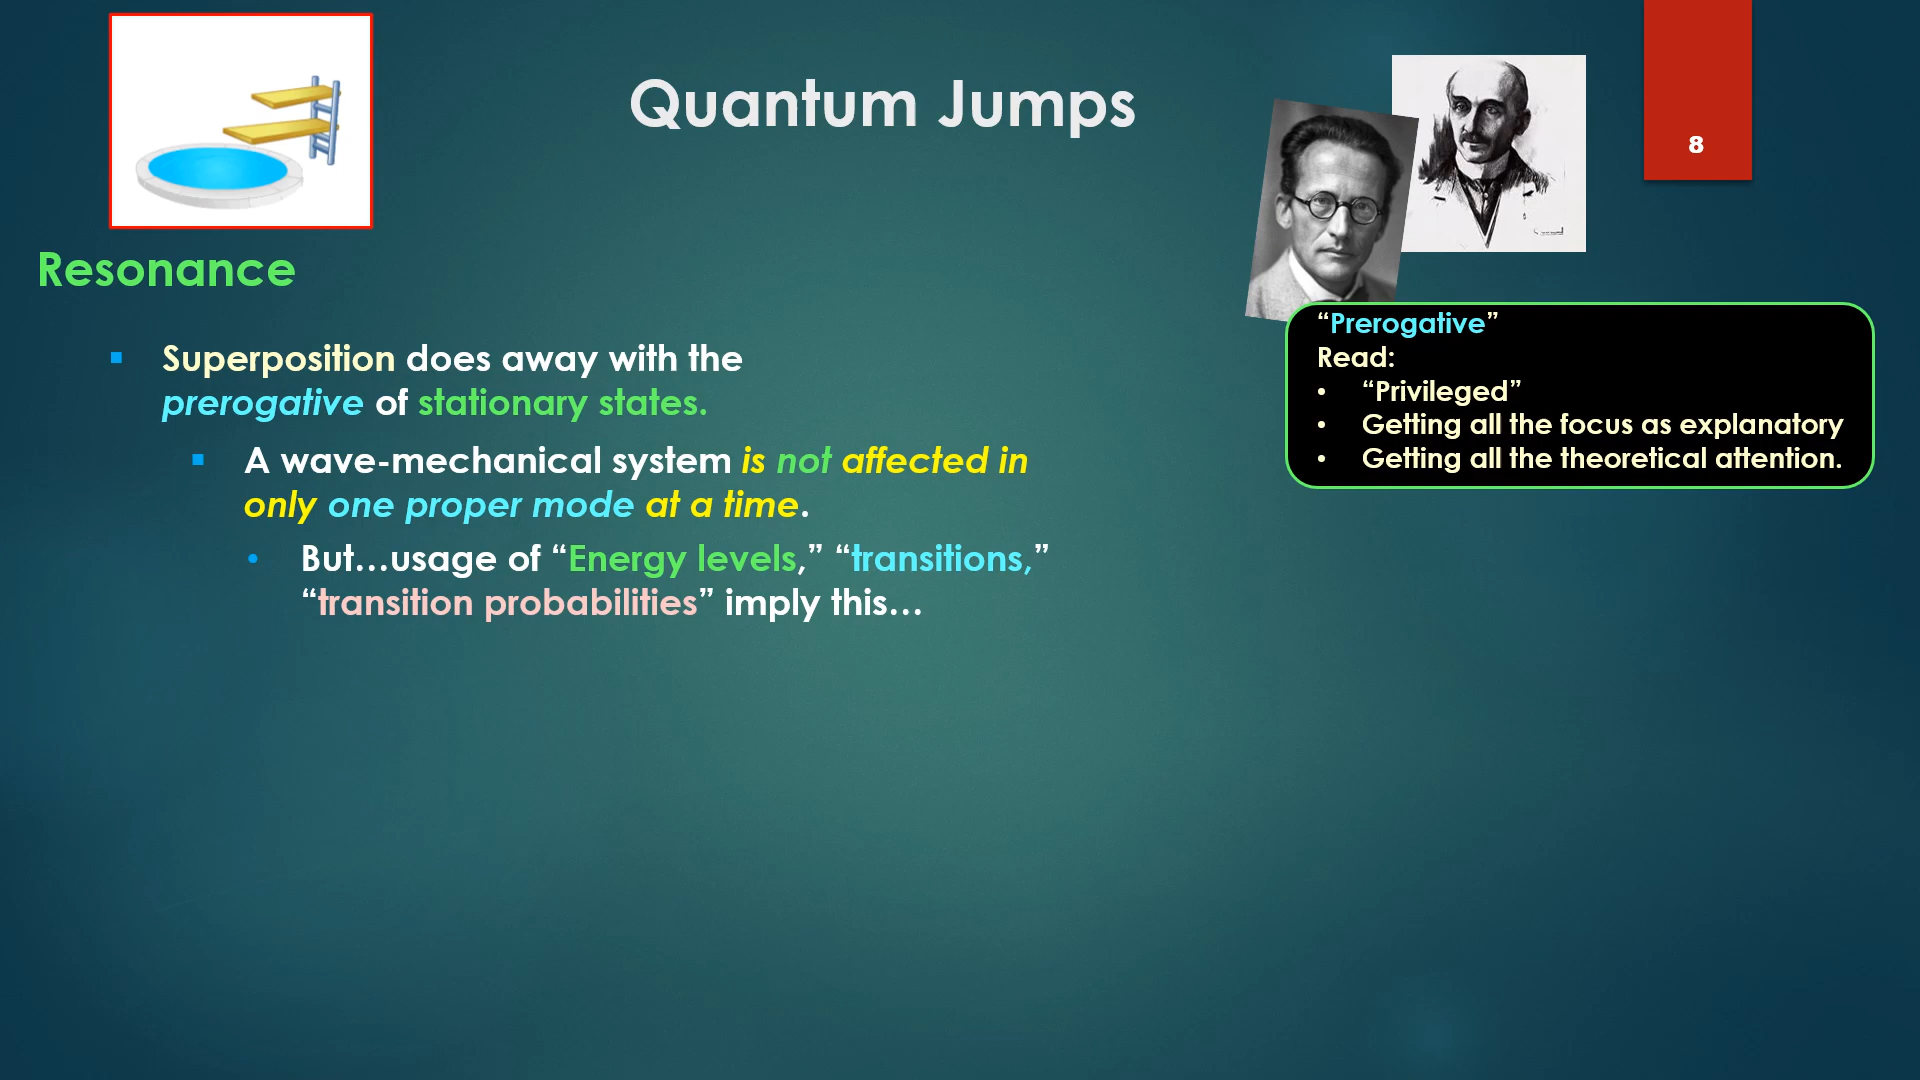 Quantum Jumps
8
Resonance
Superposition does away with the
prerogative of stationary states.
A wave-mechanical system is not affected in
only one proper mode at a time.
But…usage of “Energy levels,” “transitions,”
“transition probabilities” imply this…
“Prerogative”
Read:
“Privileged”
Getting all the focus as explanatory
Getting all the theoretical attention.